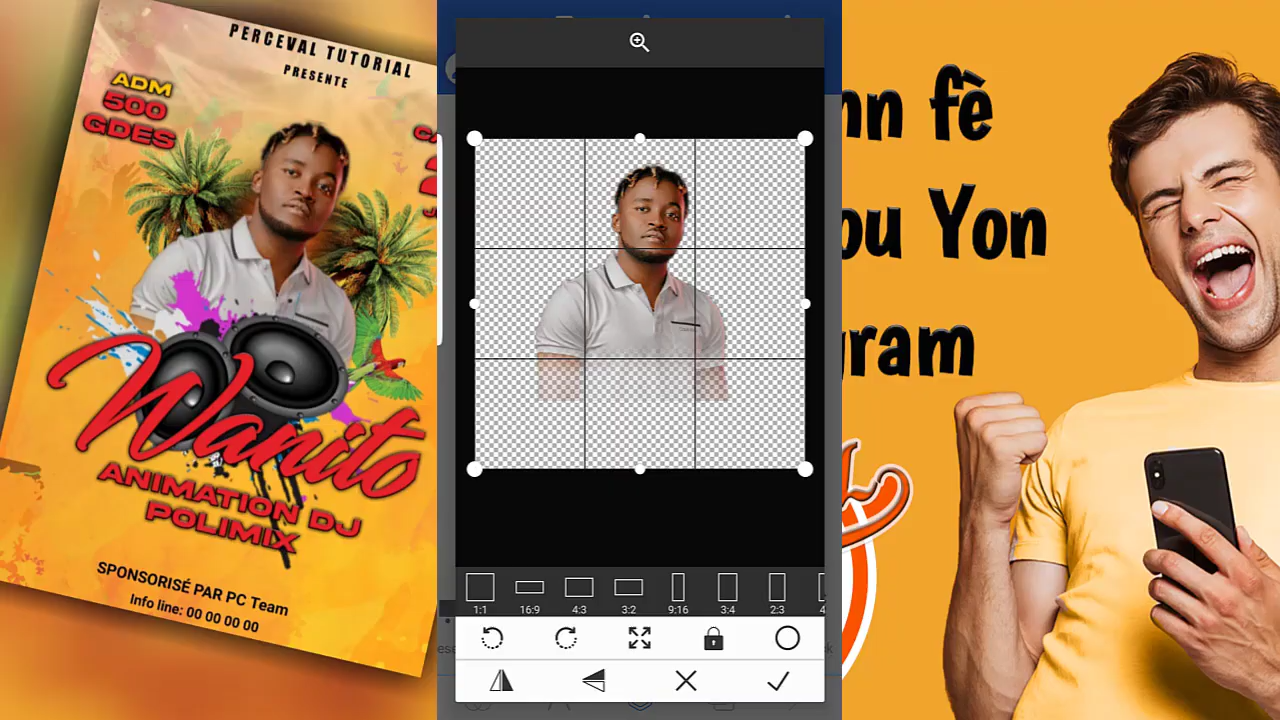 PERCEVAL TUTORIAL
PRESENTE
ADM
500
GDES
Wanito
ANIMATION DJ
POLIMIX
SPONSORISÉ PAR PC Team
Info line: 00 00 00 00
1:1 16:9 4:3 3:2 9:16 3:4 2:3
nn fè
ou Yon
gram